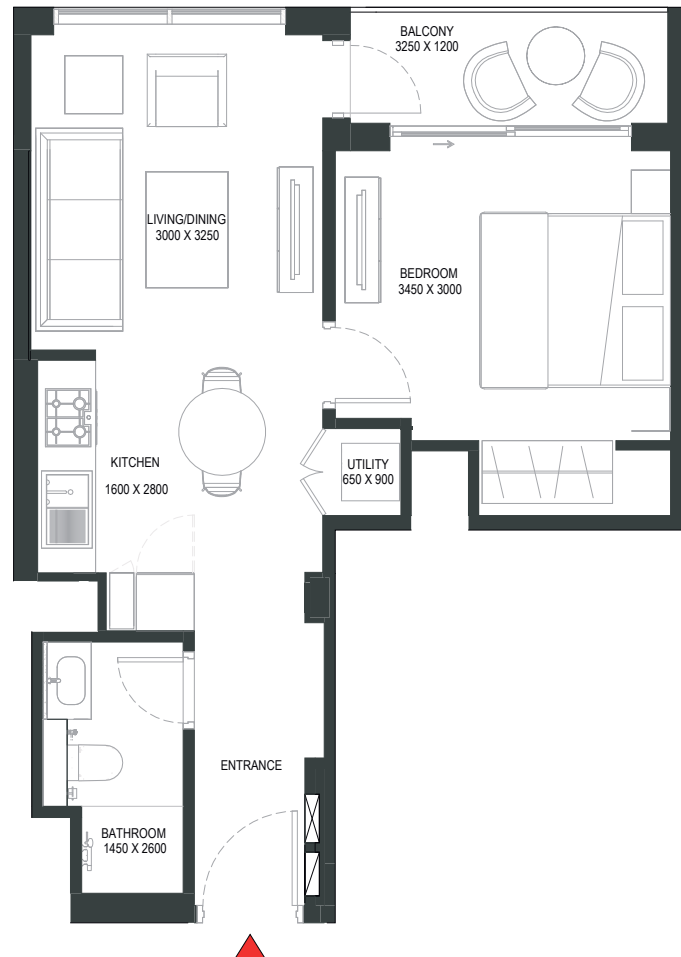 BALCONY
3250 X 1200
LIVING/DINING
3000 X 3250
BEDROOM
3450 X 3000
KITCHEN
1600 X 2800
UTILITY
650 X 900
ENTRANCE
BATHROOM
1450 X 2600